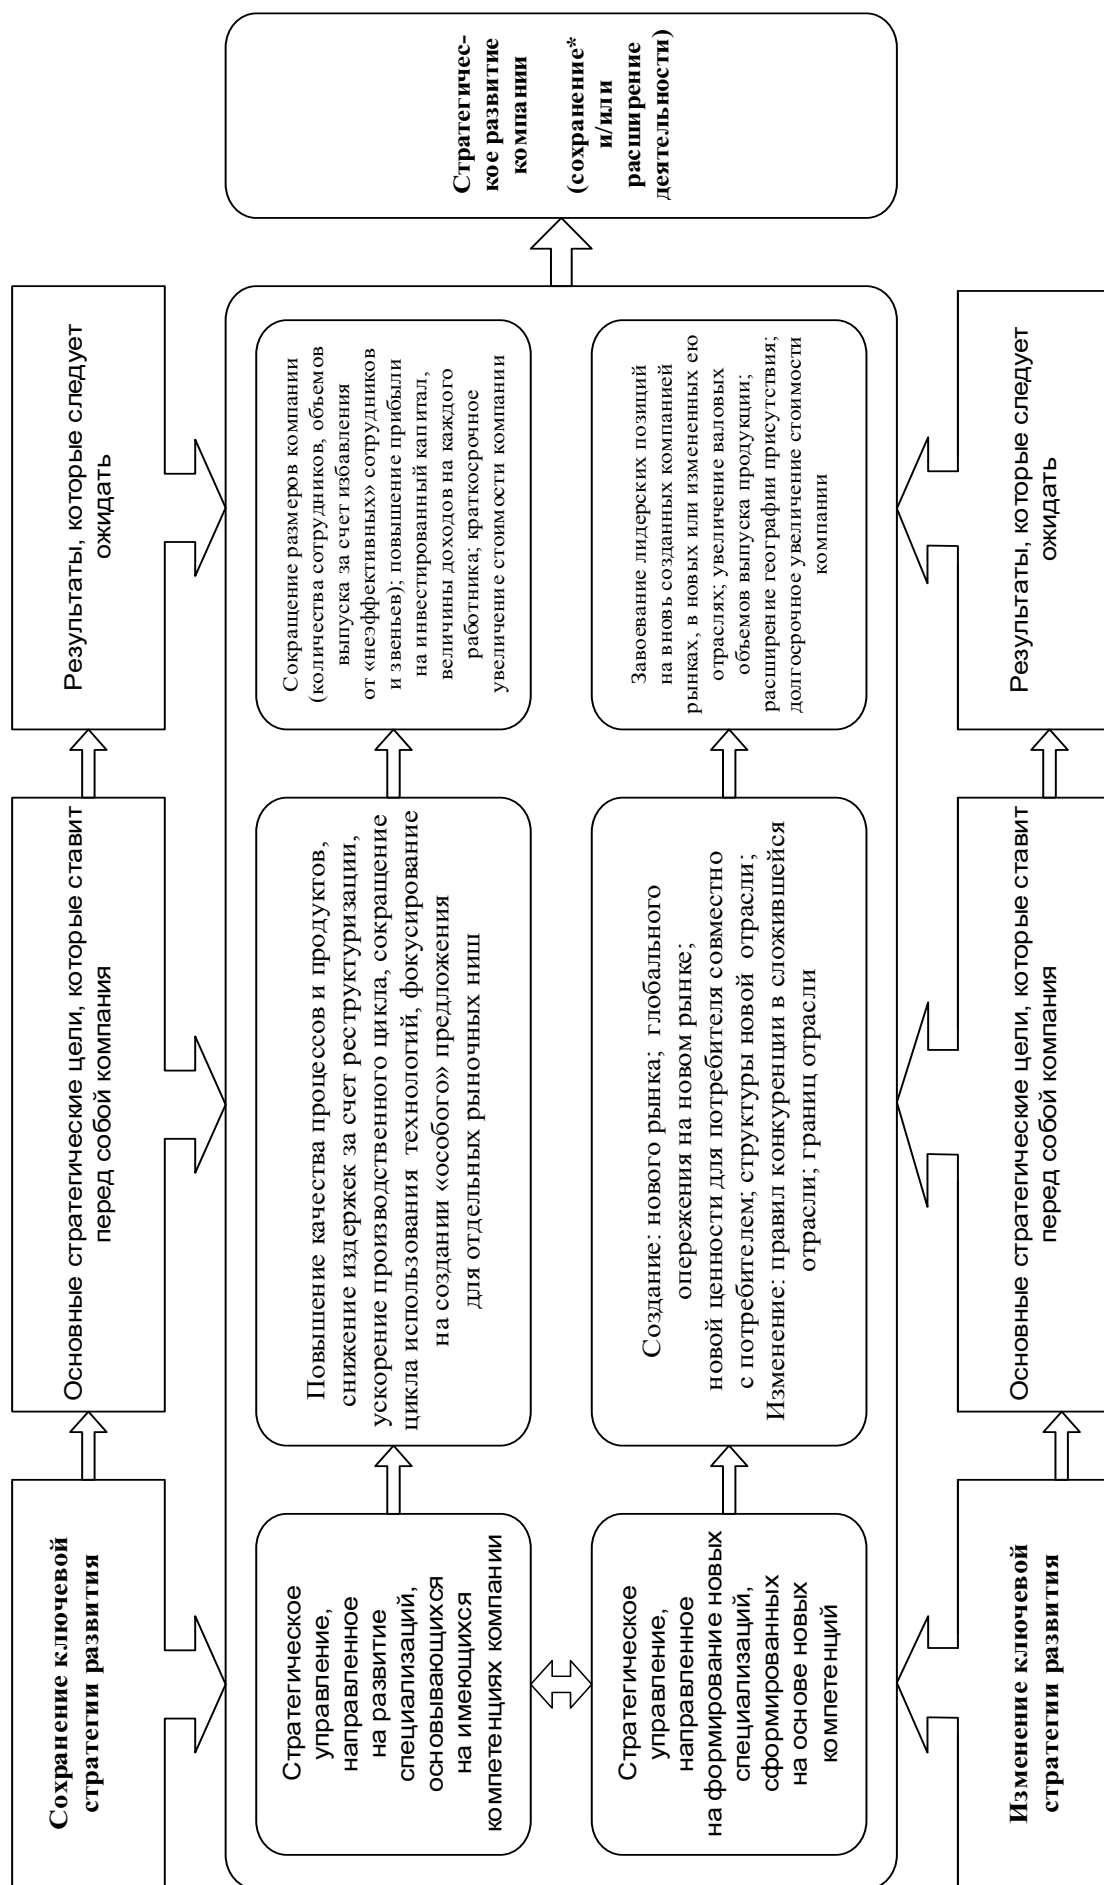 Сохранение ключевой
стратегии развития
Основные стратегические цели, которые ставит
перед собой компания
Результаты, которые следует
ожидать
Стратегическое
управление,
направленное
на развитие
специализаций,
основывающихся
на имеющихся
компетенциях компании
Повышение качества процессов и продуктов,
снижение издержек за счет реструктуризации,
ускорение производственного цикла, сокращение
цикла использования технологий, фокусирование
на создании «особого» предложения
для отдельных рыночных ниш
Сокращение размеров компании
(количества сотрудников, объемов
выпуска за счет избавления
от «неэффективных» сотрудников
и звеньев); повышение прибыли
на инвестированный капитал,
величины доходов на каждого
работника; краткосрочное
увеличение стоимости компании
Стратегичес-
кое развитие
компании
(сохранение*
и/или
расширение
деятельности)
Стратегическое
управление,
направленное
на формирование новых
специализаций,
сформированных
на основе новых
компетенций
Создание: нового рынка; глобального
опережения на новом рынке;
новой ценности для потребителя совместно
с потребителем; структуры новой отрасли;
Изменение: правил конкуренции в сложившейся
отрасли; границ отрасли
Завоевание лидерских позиций
на вновь созданных компанией
рынках, в новых или измененных ею
отраслях; увеличение валовых
объемов выпуска продукции;
расширение географии присутствия;
долгосрочное увеличение стоимости
компании
Изменение ключевой
стратегии развития
Основные стратегические цели, которые ставит
перед собой компания
Результаты, которые следует
ожидать